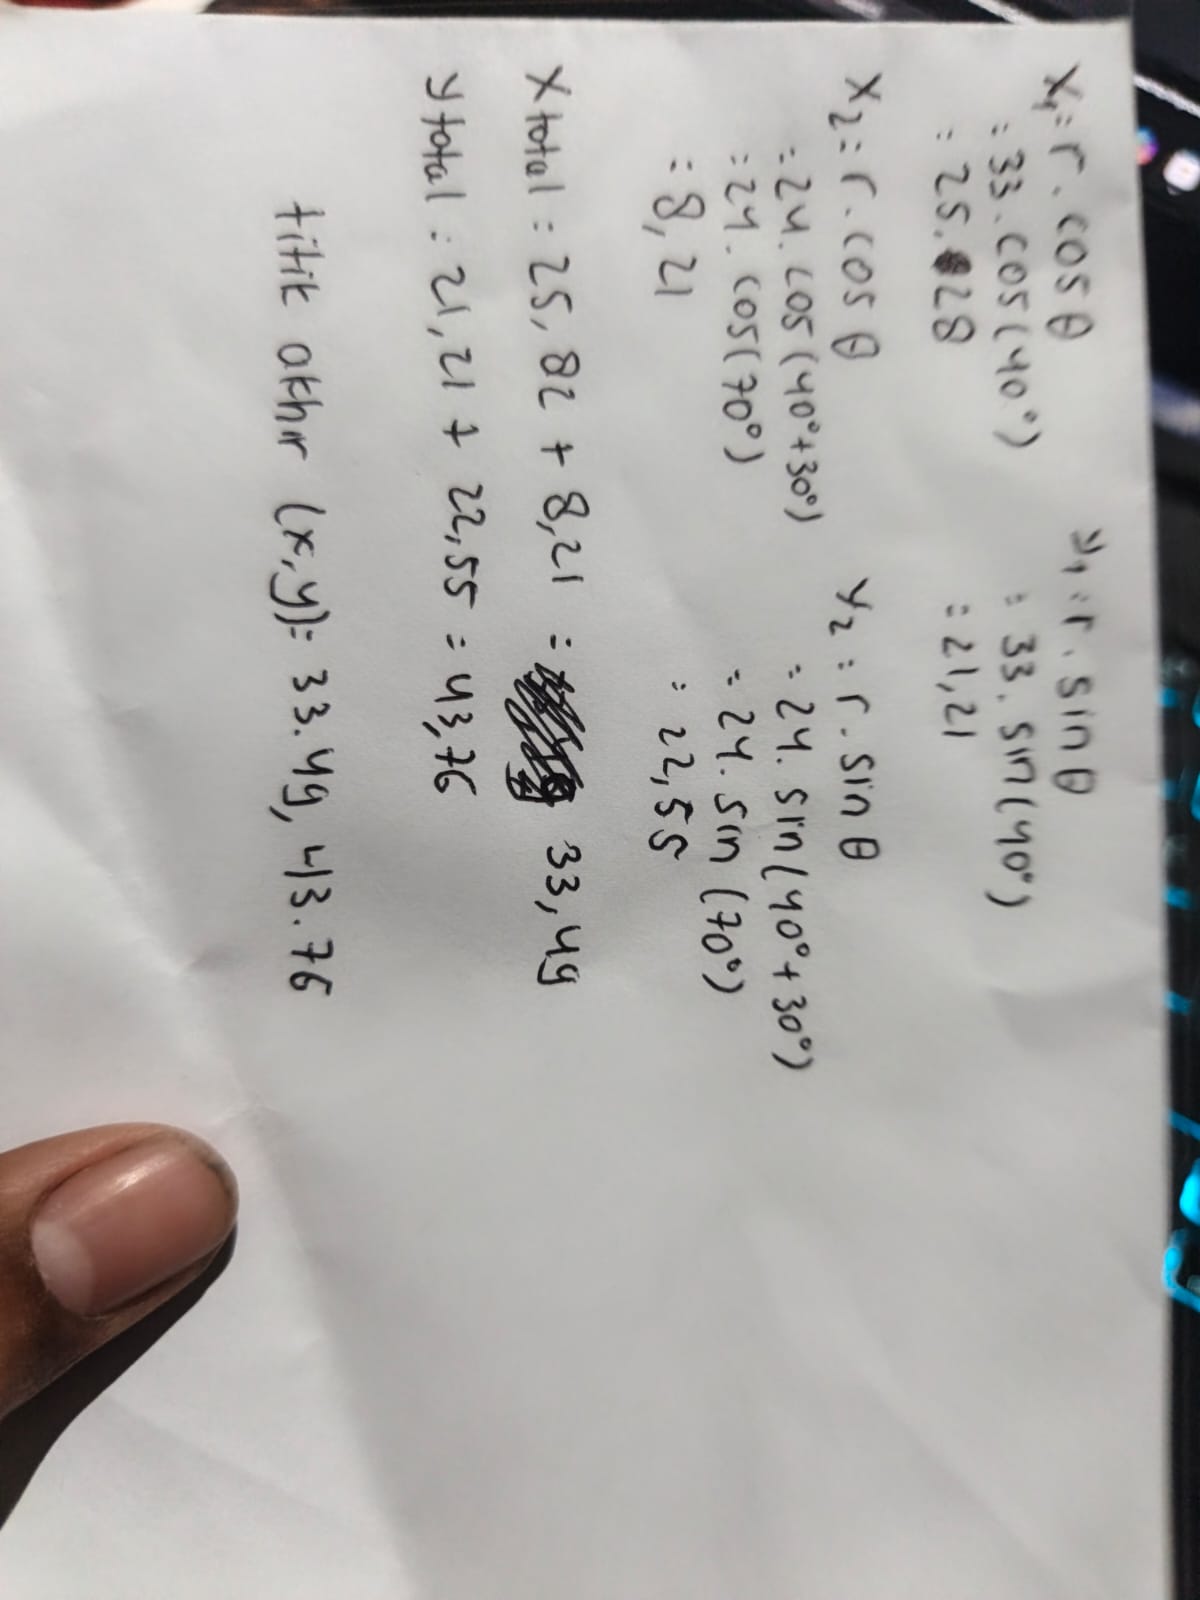 x₁ = r . cos θ
= 33 . cos (40°)
= 25.28
y₁ = r . sin θ
= 33 . sin (40°)
= 21,21
x₂ = r . cos θ
= 24 . cos (40° + 30°)
= 24 . cos (70°)
= 8,21
y₂ = r . sin θ
= 24 . sin (40° + 30°)
= 24 . sin (70°)
= 22,55
x total : 25,82 + 8,21 = 33,49
y total : 21,21 + 22,55 = 43,76
titik akhr (x,y) = 33.49, 43.76